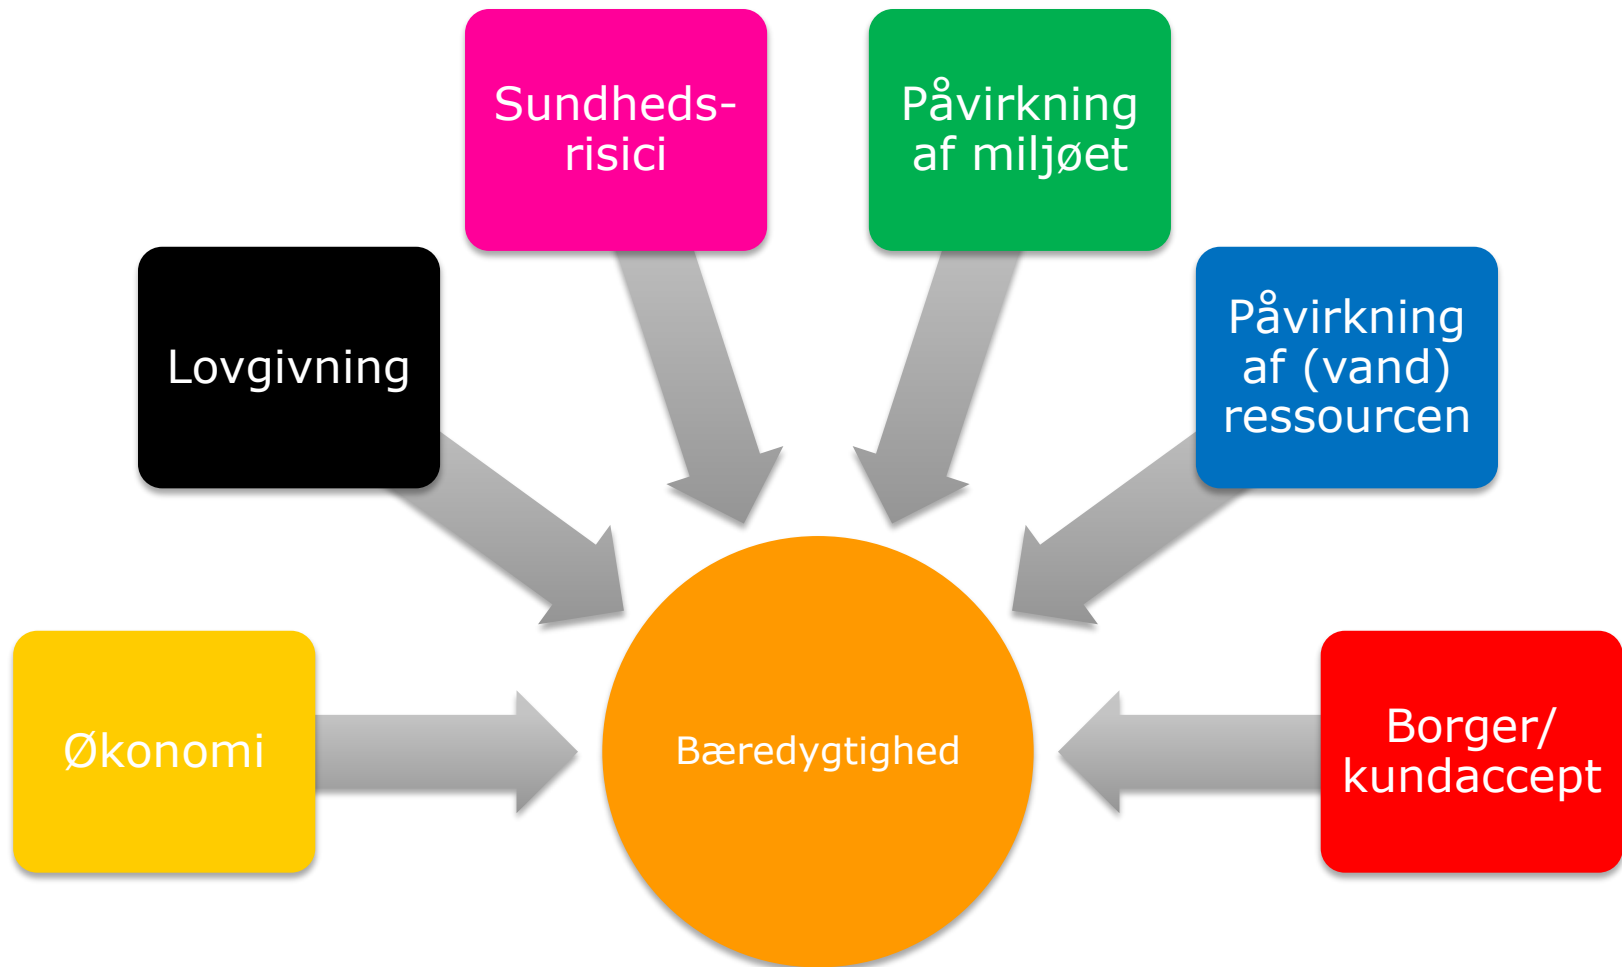 Sundheds-
risici
Påvirkning
af miljøet
Lovgivning
Påvirkning
af (vand)
ressourcen
Økonomi
Bæredygtighed
Borger/
kundaccept